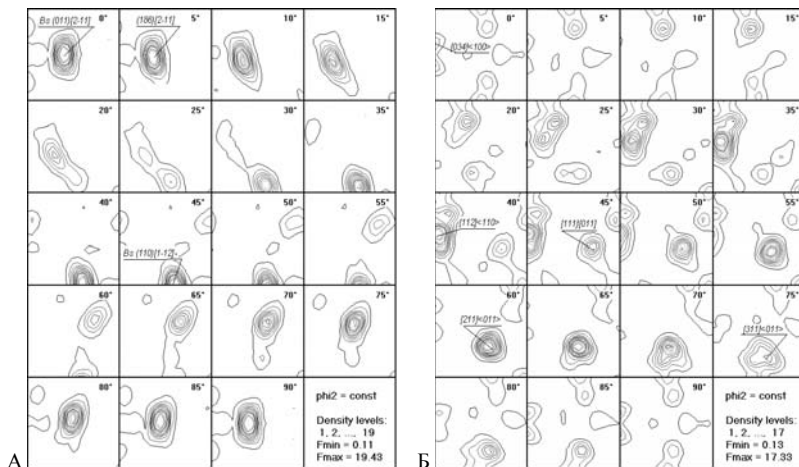 0° 5° 10° 15°
Bs (011)[2-11] (186)[2-11]
20° 25° 30° 35°
40° 45° 50° 55°
Bs (110)[1-12]
60° 65° 70° 75°
80° 85° 90°
phi2 = const
Density levels:
1, 2, ..., 19
Fmin = 0.11
Fmax = 19.43
А
0° 5° 10° 15°
{034}<100>
20° 25° 30° 35°
40° 45° 50° 55°
{112}<110> {111}[011]
60° 65° 70° 75°
{211}<011> {311}<011>
80° 85° 90°
phi2 = const
Density levels:
1, 2, ..., 17
Fmin = 0.13
Fmax = 17.33
Б